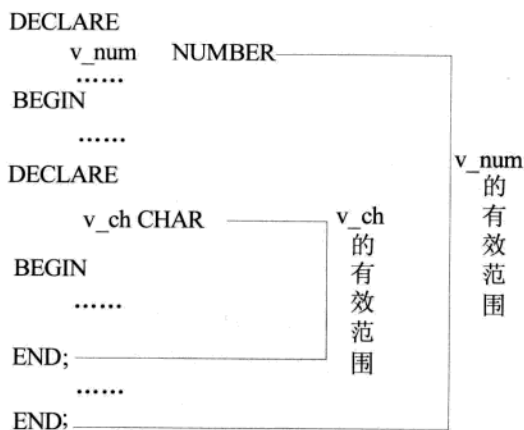 DECLARE
v_num NUMBER
......
BEGIN
......
DECLARE
v_ch CHAR
BEGIN
......
END;
......
END;
v_ch
的
有
效
范
围
v_num
的
有
效
范
围